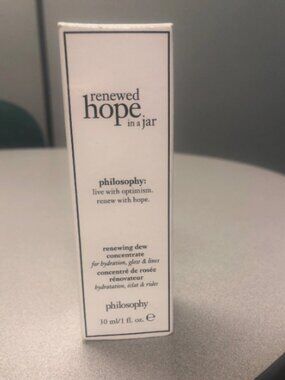 renewed
hope
in a jar
philosophy:
live with optimism.
renew with hope.
renewing dew
concentrate
for hydration, glow & lines
concentré de rosée
rénovateur
hydratation, éclat & rides
philosophy
30 ml/1 fl. oz. ℮